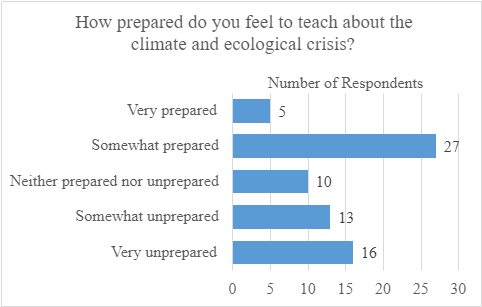 How prepared do you feel to teach about the
climate and ecological crisis?
Number of Respondents
Very prepared 5
Somewhat prepared 27
Neither prepared nor unprepared 10
Somewhat unprepared 13
Very unprepared 16
0 5 10 15 20 25 30